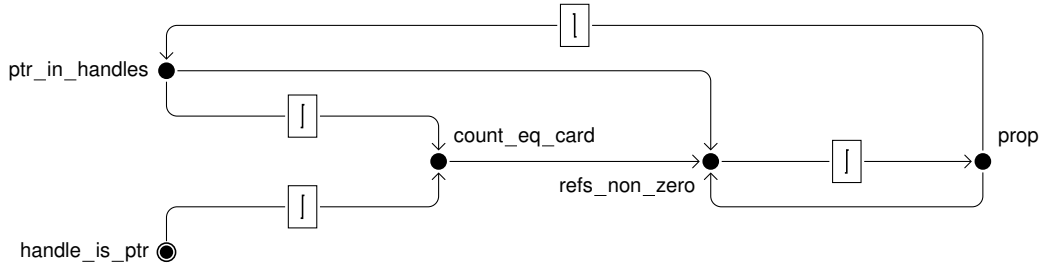 ⌉
ptr_in_handles
⌠
count_eq_card
prop
⌠
refs_non_zero
⌠
handle_is_ptr